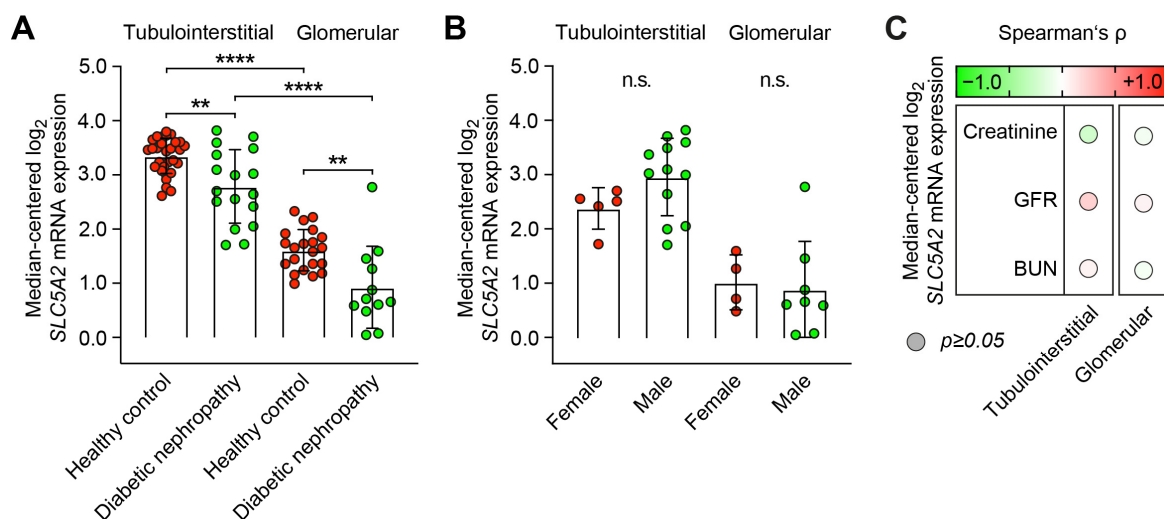 A
Tubulointerstitial Glomerular
Median-centered log2
SLC5A2 mRNA expression
5.0
4.0
3.0
2.0
1.0
0.0
****
****
**
**
Healthy control
Diabetic nephropathy
Healthy control
Diabetic nephropathy
B
Tubulointerstitial Glomerular
Median-centered log2
SLC5A2 mRNA expression
5.0
4.0
3.0
2.0
1.0
0.0
n.s. n.s.
Female
Male
Female
Male
C
Spearman‘s ρ
−1.0 +1.0
Median-centered log2
SLC5A2 mRNA expression
Creatinine
GFR
BUN
p≥0.05
Tubulointerstitial
Glomerular